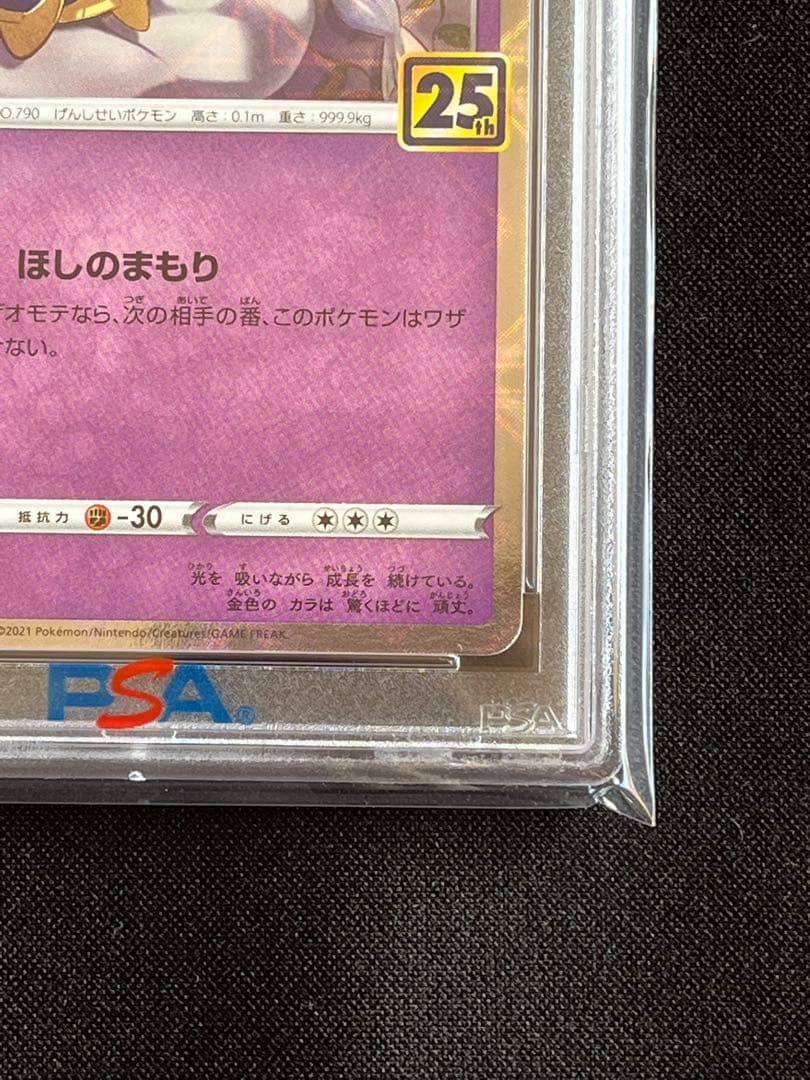 O.790 げんしせいポケモン 高さ:0.1m 重さ:999.9kg
25th
ほしのまもり
オモテなら、次の相手の番、このポケモンはワザ
ない。
抵抗力 -30 にげる
光を 吸いながら 成長を 続けている。
金色の カラは 驚くほどに 頑丈。
©2021 Pokémon/Nintendo/Creatures/GAME FREAK.
PSA®
PSA